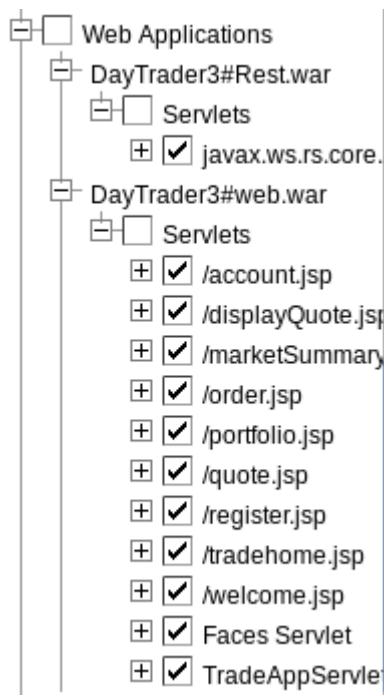 Web Applications
DayTrader3#Rest.war
Servlets
javax.ws.rs.core.
DayTrader3#web.war
Servlets
/account.jsp
/displayQuote.jsp
/marketSummary
/order.jsp
/portfolio.jsp
/quote.jsp
/register.jsp
/tradehome.jsp
/welcome.jsp
Faces Servlet
TradeAppServlet